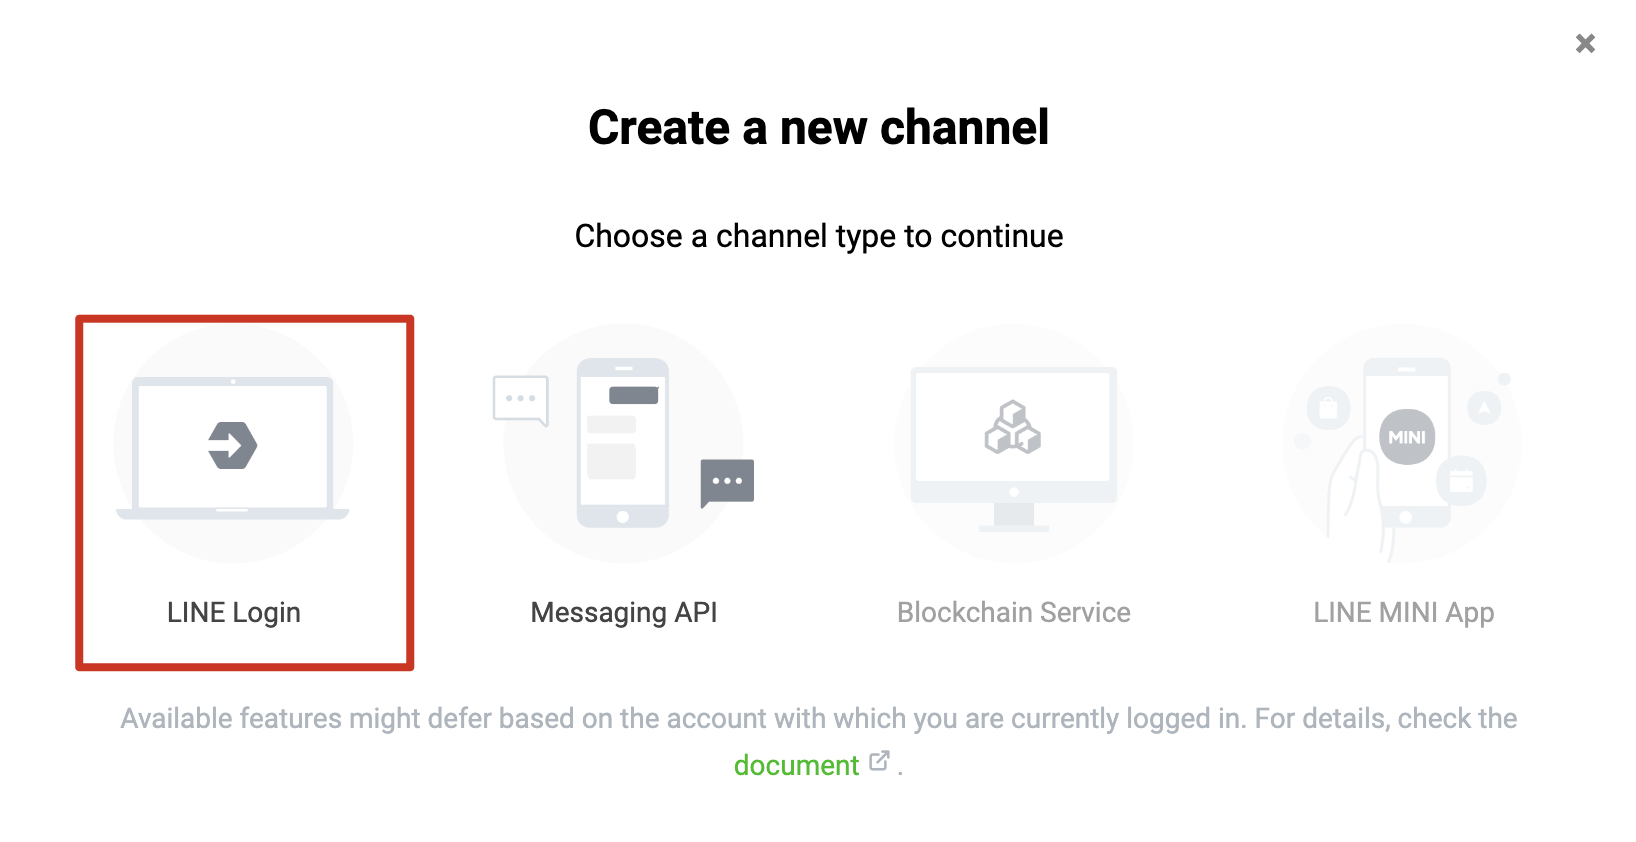 Create a new channel
Choose a channel type to continue
MINI
LINE Login
Messaging API
Blockchain Service
LINE MINI App
Available features might defer based on the account with which you are currently logged in. For details, check the
document .